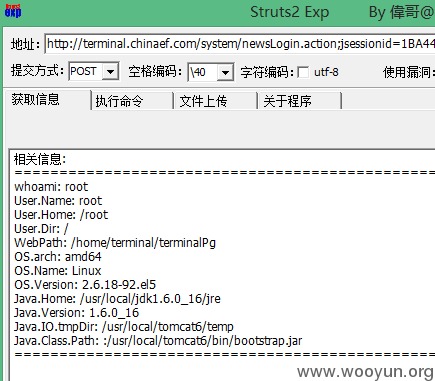 trust exp Struts2 Exp By 偉哥@
地址: http://terminal.chinaef.com/system/newsLogin.action;jsessionid=1BA44
提交方式: POST 空格编码: \40 字符编码: utf-8 使用漏洞:
获取信息 执行命令 文件上传 关于程序
相关信息:
================================================
whoami: root
User.Name: root
User.Home: /root
User.Dir: /
WebPath: /home/terminal/terminalPg
OS.arch: amd64
OS.Name: Linux
OS.Version: 2.6.18-92.el5
Java.Home: /usr/local/jdk1.6.0_16/jre
Java.Version: 1.6.0_16
Java.IO.tmpDir: /usr/local/tomcat6/temp
Java.Class.Path: :/usr/local/tomcat6/bin/bootstrap.jar
================================================
www.wooyun.org